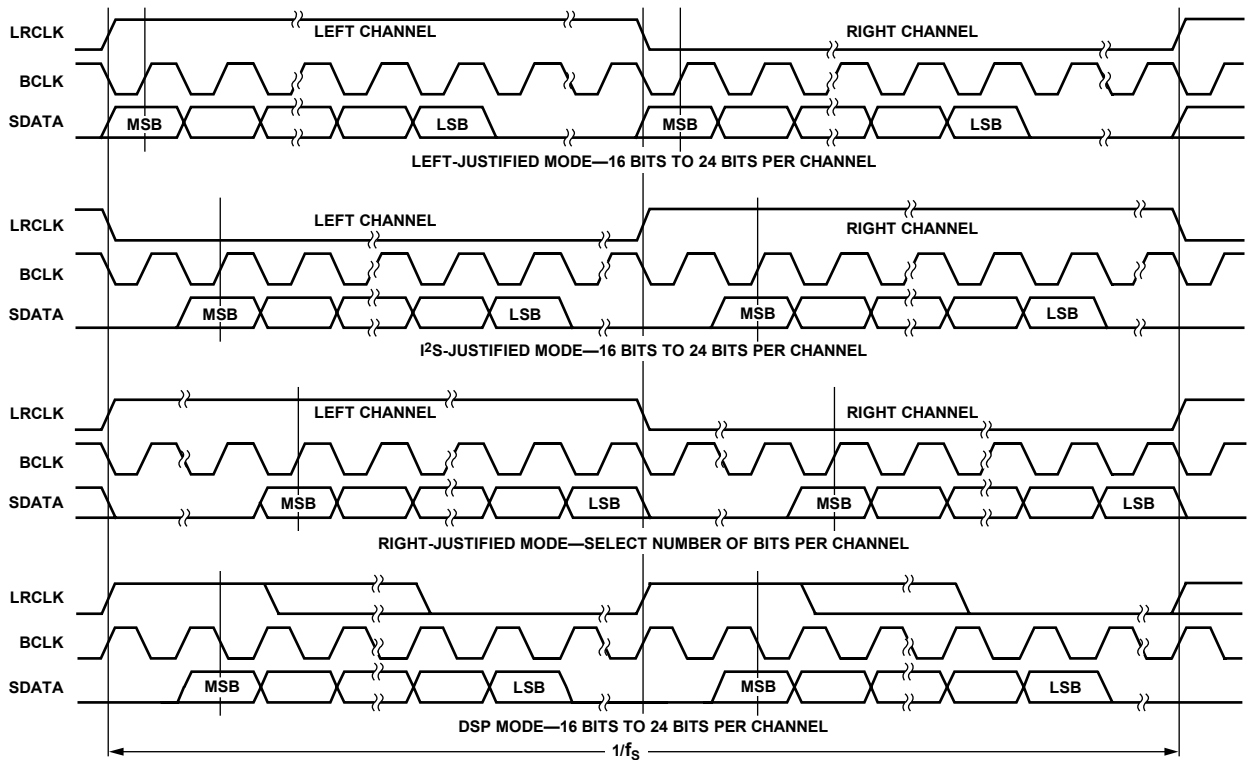 LRCLK LEFT CHANNEL RIGHT CHANNEL
BCLK
SDATA MSB LSB MSB LSB
LEFT-JUSTIFIED MODE—16 BITS TO 24 BITS PER CHANNEL
LRCLK LEFT CHANNEL RIGHT CHANNEL
BCLK
SDATA MSB LSB MSB LSB
I²S-JUSTIFIED MODE—16 BITS TO 24 BITS PER CHANNEL
LRCLK LEFT CHANNEL RIGHT CHANNEL
BCLK
SDATA MSB LSB MSB LSB
RIGHT-JUSTIFIED MODE—SELECT NUMBER OF BITS PER CHANNEL
LRCLK
BCLK
SDATA MSB LSB MSB LSB
DSP MODE—16 BITS TO 24 BITS PER CHANNEL
1/fS